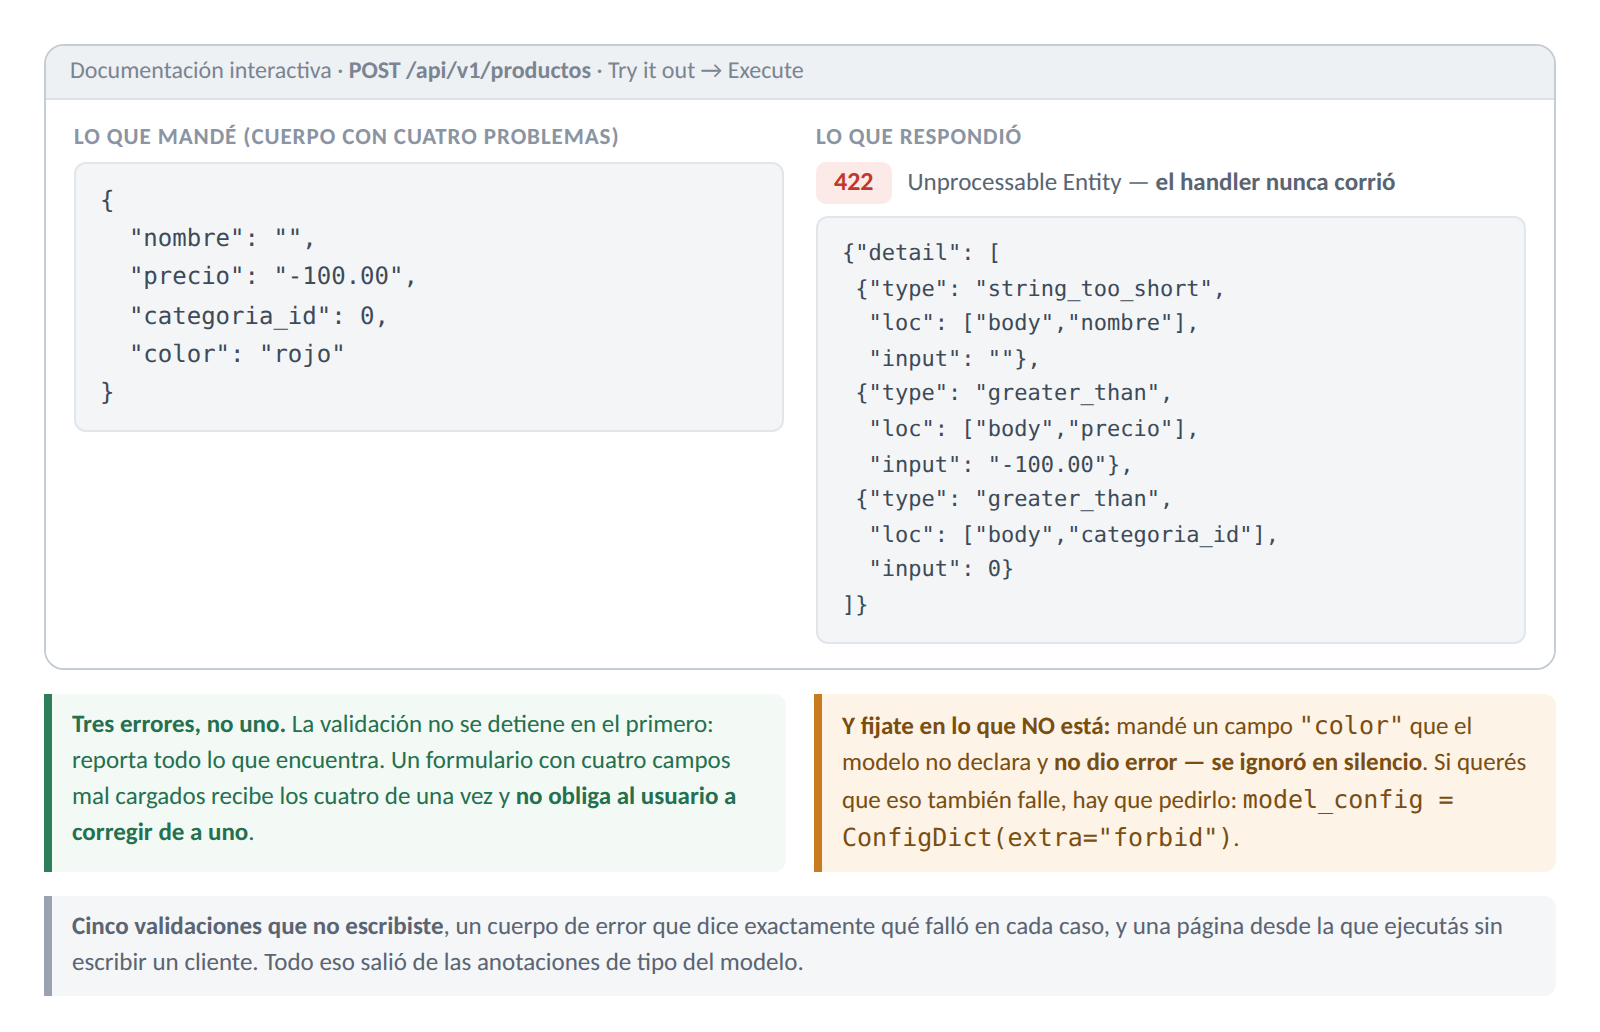 Documentación interactiva · POST /api/v1/productos · Try it out → Execute
LO QUE MANDÉ (CUERPO CON CUATRO PROBLEMAS)
{
  "nombre": "",
  "precio": "-100.00",
  "categoria_id": 0,
  "color": "rojo"
}
LO QUE RESPONDIÓ
422 Unprocessable Entity — el handler nunca corrió
{"detail": [
 {"type": "string_too_short",
  "loc": ["body","nombre"],
  "input": ""},
 {"type": "greater_than",
  "loc": ["body","precio"],
  "input": "-100.00"},
 {"type": "greater_than",
  "loc": ["body","categoria_id"],
  "input": 0}
]}
Tres errores, no uno. La validación no se detiene en el primero:
reporta todo lo que encuentra. Un formulario con cuatro campos
mal cargados recibe los cuatro de una vez y no obliga al usuario a
corregir de a uno.
Y fijate en lo que NO está: mandé un campo "color" que el
modelo no declara y no dio error — se ignoró en silencio. Si querés
que eso también falle, hay que pedirlo: model_config =
ConfigDict(extra="forbid").
Cinco validaciones que no escribiste, un cuerpo de error que dice exactamente qué falló en cada caso, y una página desde la que ejecutás sin
escribir un cliente. Todo eso salió de las anotaciones de tipo del modelo.